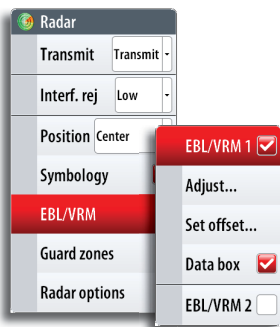 Radar
Transmit Transmit
Interf. rej Low
Position Center
Symbology
EBL/VRM
Guard zones
Radar options
EBL/VRM 1
Adjust...
Set offset...
Data box
EBL/VRM 2